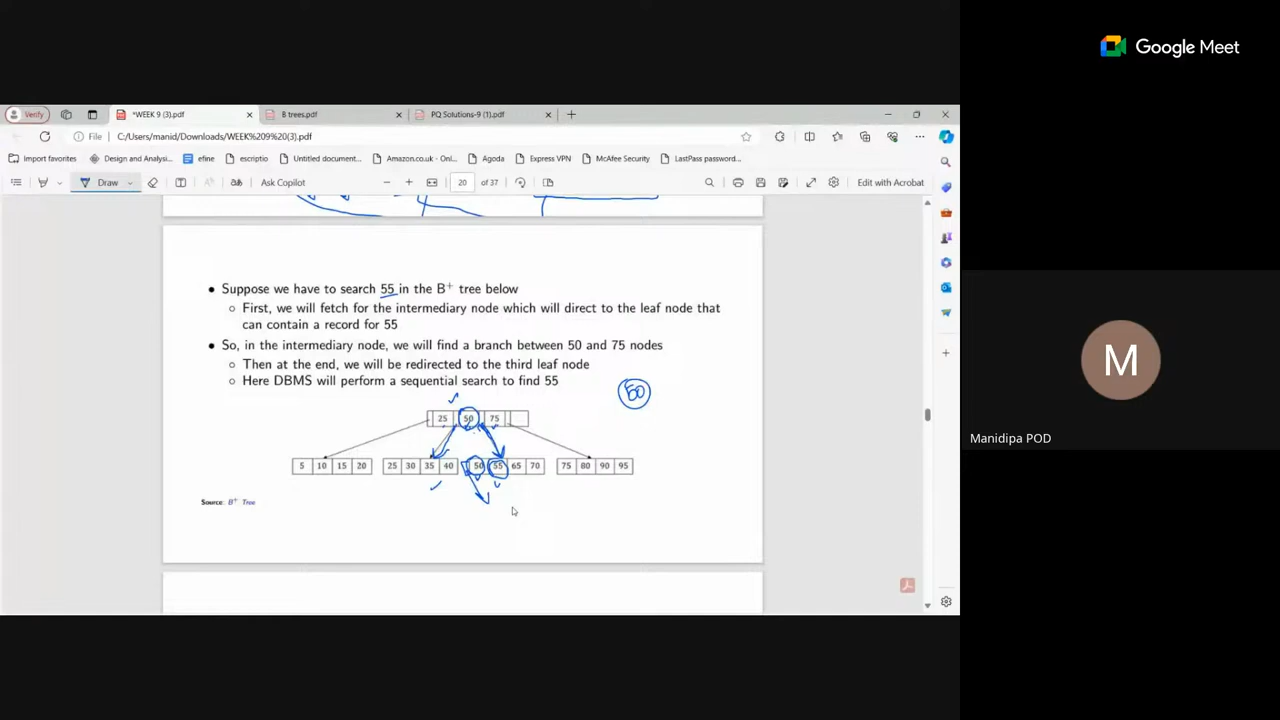 Google Meet
Verify
*WEEK 9 (3).pdf
B trees.pdf
PQ Solutions-9 (1).pdf
File
C:/Users/manid/Downloads/WEEK%209%20(3).pdf
Import favorites
Design and Analysi...
efine
escriptio
Untitled document...
Amazon.co.uk - Onl...
Agoda
Express VPN
McAfee Security
LastPass password...
Draw
Ask Copilot
20 of 37
Edit with Acrobat
• Suppose we have to search 55 in the B+ tree below
○ First, we will fetch for the intermediary node which will direct to the leaf node that
can contain a record for 55
• So, in the intermediary node, we will find a branch between 50 and 75 nodes
○ Then at the end, we will be redirected to the third leaf node
○ Here DBMS will perform a sequential search to find 55
50
25 50 75
5 10 15 20 25 30 35 40 50 55 65 70 75 80 90 95
Source: B+ Tree
M
Manidipa POD